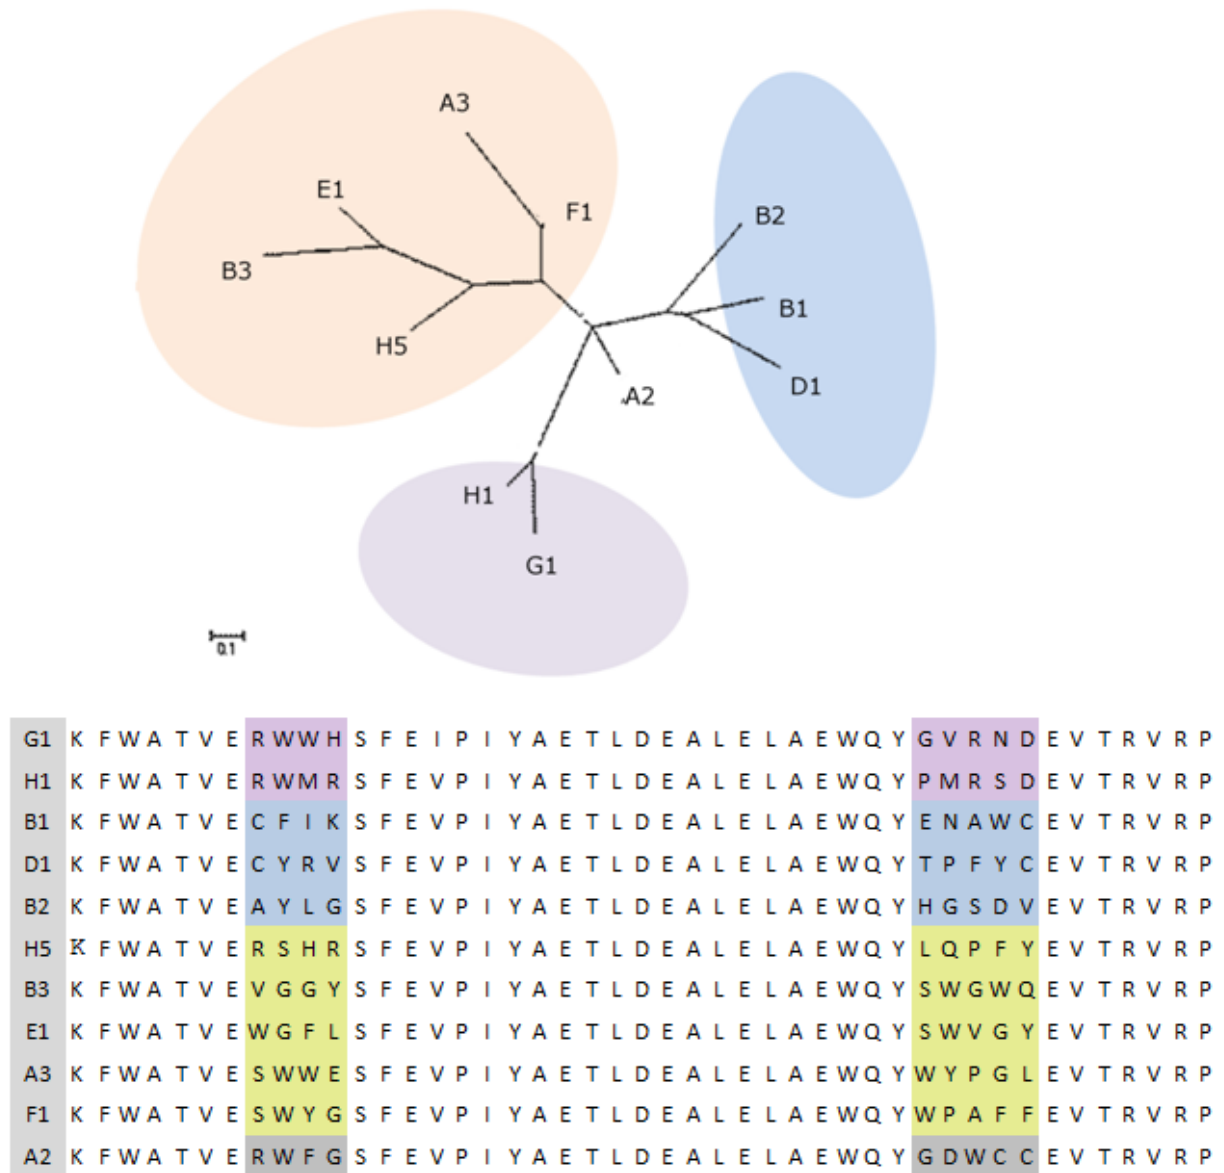 A3
E1
F1
B2
B3
B1
H5
D1
A2
H1
G1
0.1
G1 K F W A T V E R W W H S F E I P I Y A E T L D E A L E L A E W Q Y G V R N D E V T R V R P
H1 K F W A T V E R W M R S F E V P I Y A E T L D E A L E L A E W Q Y P M R S D E V T R V R P
B1 K F W A T V E C F I K S F E V P I Y A E T L D E A L E L A E W Q Y E N A W C E V T R V R P
D1 K F W A T V E C Y R V S F E V P I Y A E T L D E A L E L A E W Q Y T P F Y C E V T R V R P
B2 K F W A T V E A Y L G S F E V P I Y A E T L D E A L E L A E W Q Y H G S D V E V T R V R P
H5 K F W A T V E R S H R S F E V P I Y A E T L D E A L E L A E W Q Y L Q P F Y E V T R V R P
B3 K F W A T V E V G G Y S F E V P I Y A E T L D E A L E L A E W Q Y S W G W Q E V T R V R P
E1 K F W A T V E W G F L S F E V P I Y A E T L D E A L E L A E W Q Y S W V G Y E V T R V R P
A3 K F W A T V E S W W E S F E V P I Y A E T L D E A L E L A E W Q Y W Y P G L E V T R V R P
F1 K F W A T V E S W Y G S F E V P I Y A E T L D E A L E L A E W Q Y W P A F F E V T R V R P
A2 K F W A T V E R W F G S F E V P I Y A E T L D E A L E L A E W Q Y G D W C C E V T R V R P